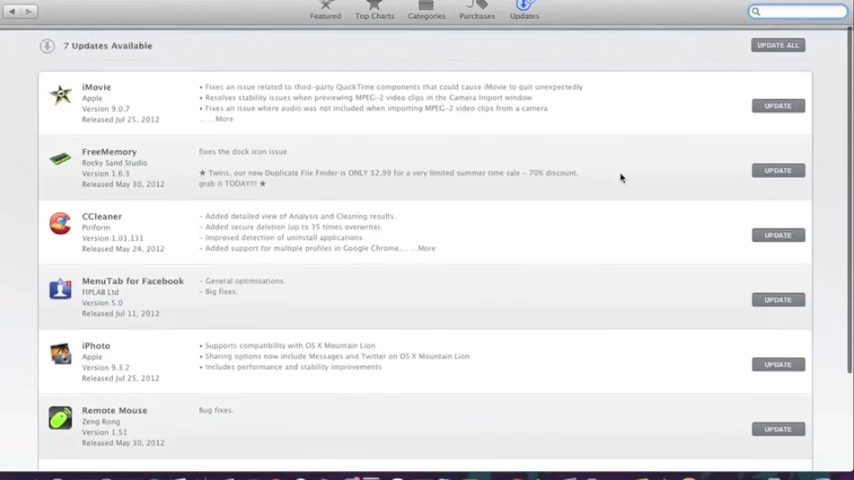 Featured Top Charts Categories Purchases Updates
7 Updates Available
UPDATE ALL
iMovie
Apple
Version 9.0.7
Released Jul 25, 2012
• Fixes an issue related to third-party QuickTime components that could cause iMovie to quit unexpectedly
• Resolves stability issues when previewing MPEG-2 video clips in the Camera Import window
• Fixes an issue where audio was not included when importing MPEG-2 video clips from a camera
... ...More
UPDATE
FreeMemory
Rocky Sand Studio
Version 1.6.3
Released May 30, 2012
fixes the dock icon issue
★ Twins, our new Duplicate File Finder is ONLY $2.99 for a very limited summer time sale - 70% discount,
grab it TODAY!!! ★
UPDATE
CCleaner
Piriform
Version 1.03.131
Released May 24, 2012
- Added detailed view of Analysis and Cleaning results.
- Added secure deletion (up to 35 times overwrite).
- Improved detection of uninstall applications.
- Added support for multiple profiles in Google Chrome.... ...More
UPDATE
MenuTab for Facebook
FIPLAB Ltd
Version 5.0
Released Jul 11, 2012
- General optimisations.
- Big fixes.
UPDATE
iPhoto
Apple
Version 9.3.2
Released Jul 25, 2012
• Supports compatibility with OS X Mountain Lion
• Sharing options now include Messages and Twitter on OS X Mountain Lion
• Includes performance and stability improvements
UPDATE
Remote Mouse
Zeng Rong
Version 1.51
Released May 30, 2012
Bug fixes.
UPDATE